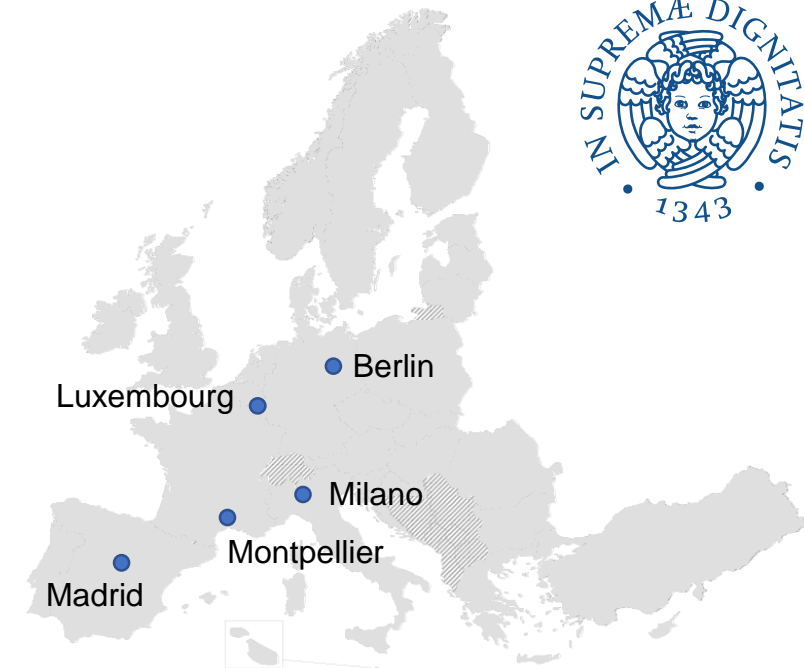 IN SUPREMÆ DIGNITATIS
· 1343 ·
Berlin
Luxembourg
Milano
Montpellier
Madrid